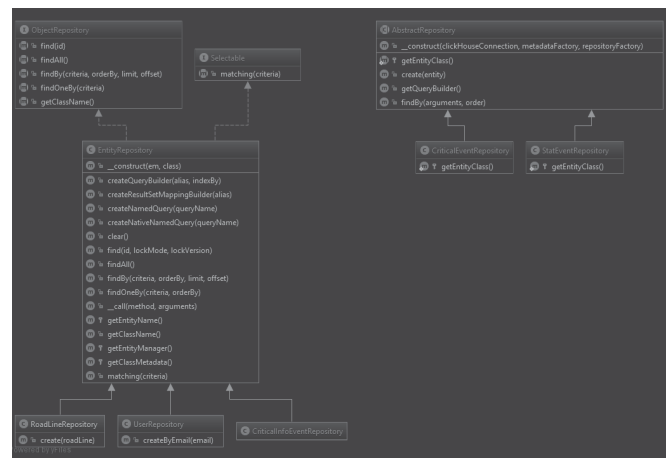 ObjectRepository
find(id)
findAll()
findBy(criteria, orderBy, limit, offset)
findOneBy(criteria)
getClassName()
Selectable
matching(criteria)
AbstractRepository
__construct(clickHouseConnection, metadataFactory, repositoryFactory)
getEntityClass()
create(entity)
getQueryBuilder()
findBy(arguments, order)
CriticalEventRepository
getEntityClass()
StatEventRepository
getEntityClass()
EntityRepository
__construct(em, class)
createQueryBuilder(alias, indexBy)
createResultSetMappingBuilder(alias)
createNamedQuery(queryName)
createNativeNamedQuery(queryName)
clear()
find(id, lockMode, lockVersion)
findAll()
findBy(criteria, orderBy, limit, offset)
findOneBy(criteria, orderBy)
__call(method, arguments)
getEntityName()
getClassName()
getEntityManager()
getClassMetadata()
matching(criteria)
RoadLineRepository
create(roadLine)
UserRepository
createByEmail(email)
CriticalInfoEventRepository
Powered by yFiles